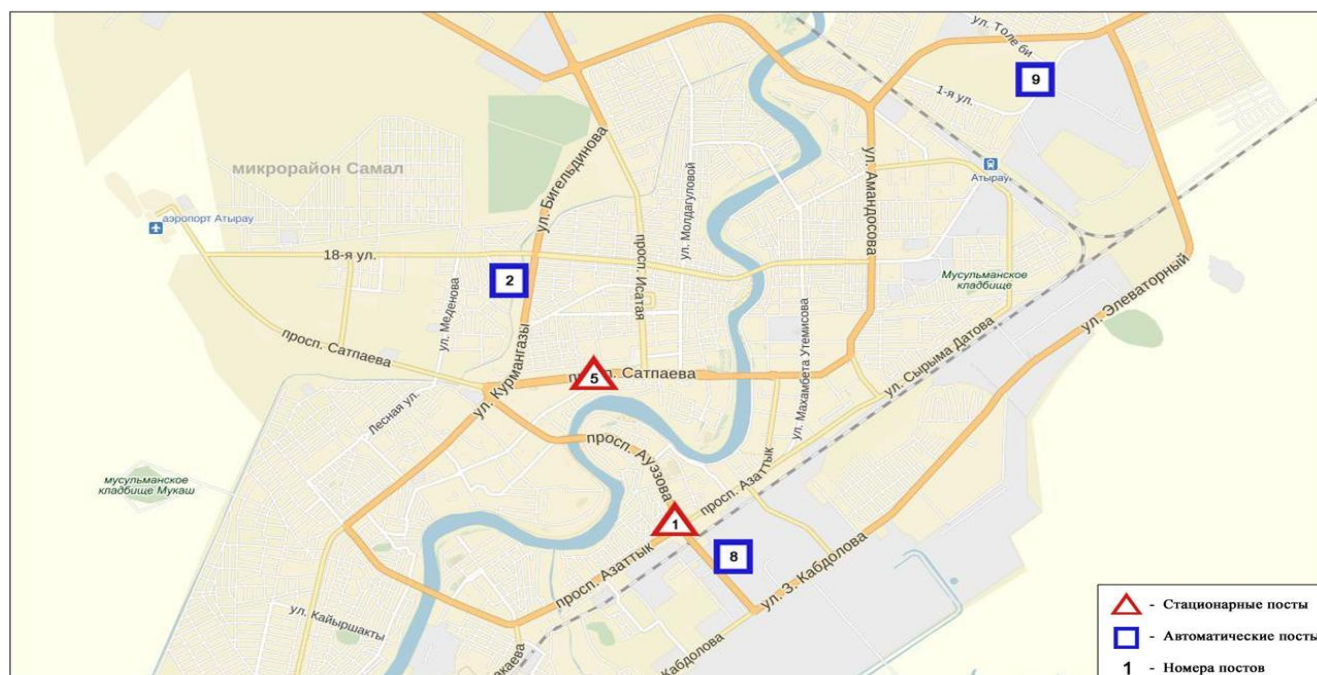 ул. Толе би
9
1-я ул.
ул. Бигельдинова
микрорайон Самал
ул. Молдагуловой
ул. Амандосова
Атырау
аэропорт Атырау
18-я ул.
просп. Исатая
2
Мусульманское
кладбище
ул. Элеваторный
ул. Меденова
ул. Махамбета Утемисова
просп. Сатпаева
ул. Курмангазы
5
п. Сатпаева
ул. Сырыма Датова
Лесная ул.
просп. Ауэзова
мусульманское
кладбище Мукаш
просп. Азаттык
1
8
просп. Азаттык
ул. З. Кабдолова
ул. Кайыршакты
Кабдолова
акаева
- Стационарные посты
- Автоматические посты
1 - Номера постов